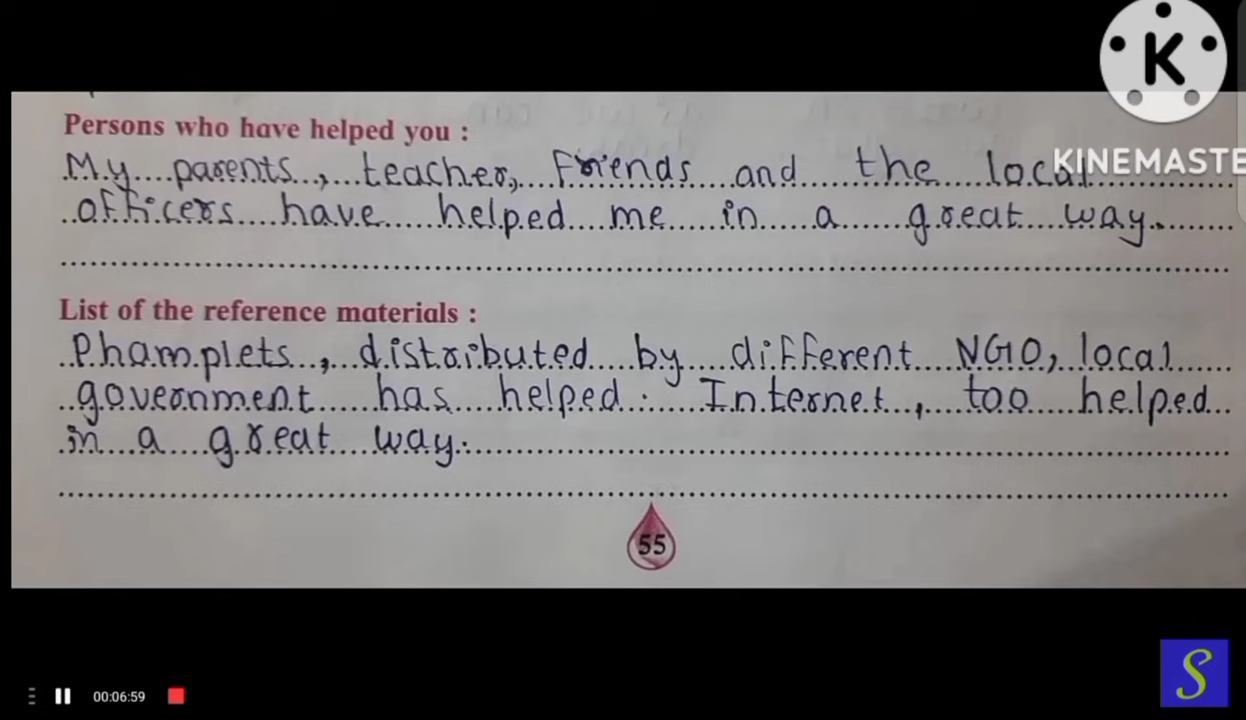 K
KINEMASTE
Persons who have helped you :
My parents, teacher, Friends and the local
officers have helped me in a great way.
List of the reference materials :
Phamplets, distributed by different NGO, local
government has helped. Internet, too helped
in a great way.
55
00:06:59
S